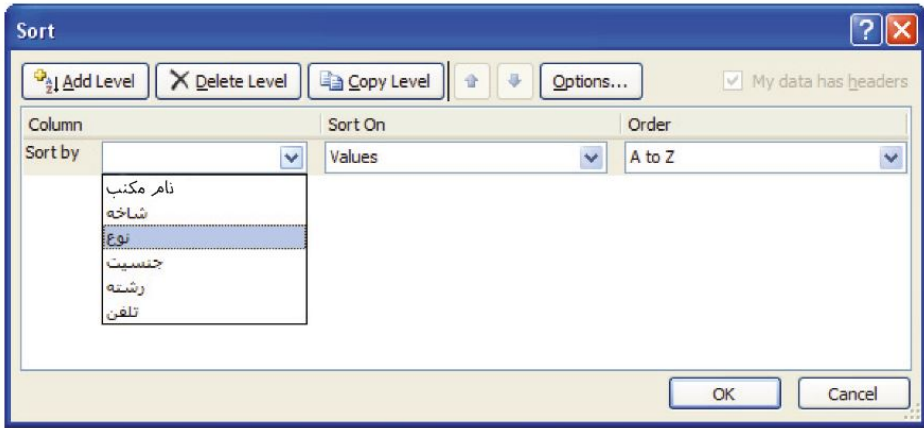 Sort
Add Level Delete Level Copy Level Options... My data has headers
Column Sort On Order
Sort by Values A to Z
نام مکتب
شاخه
نوع
جنسیت
رشته
تلفن
OK Cancel